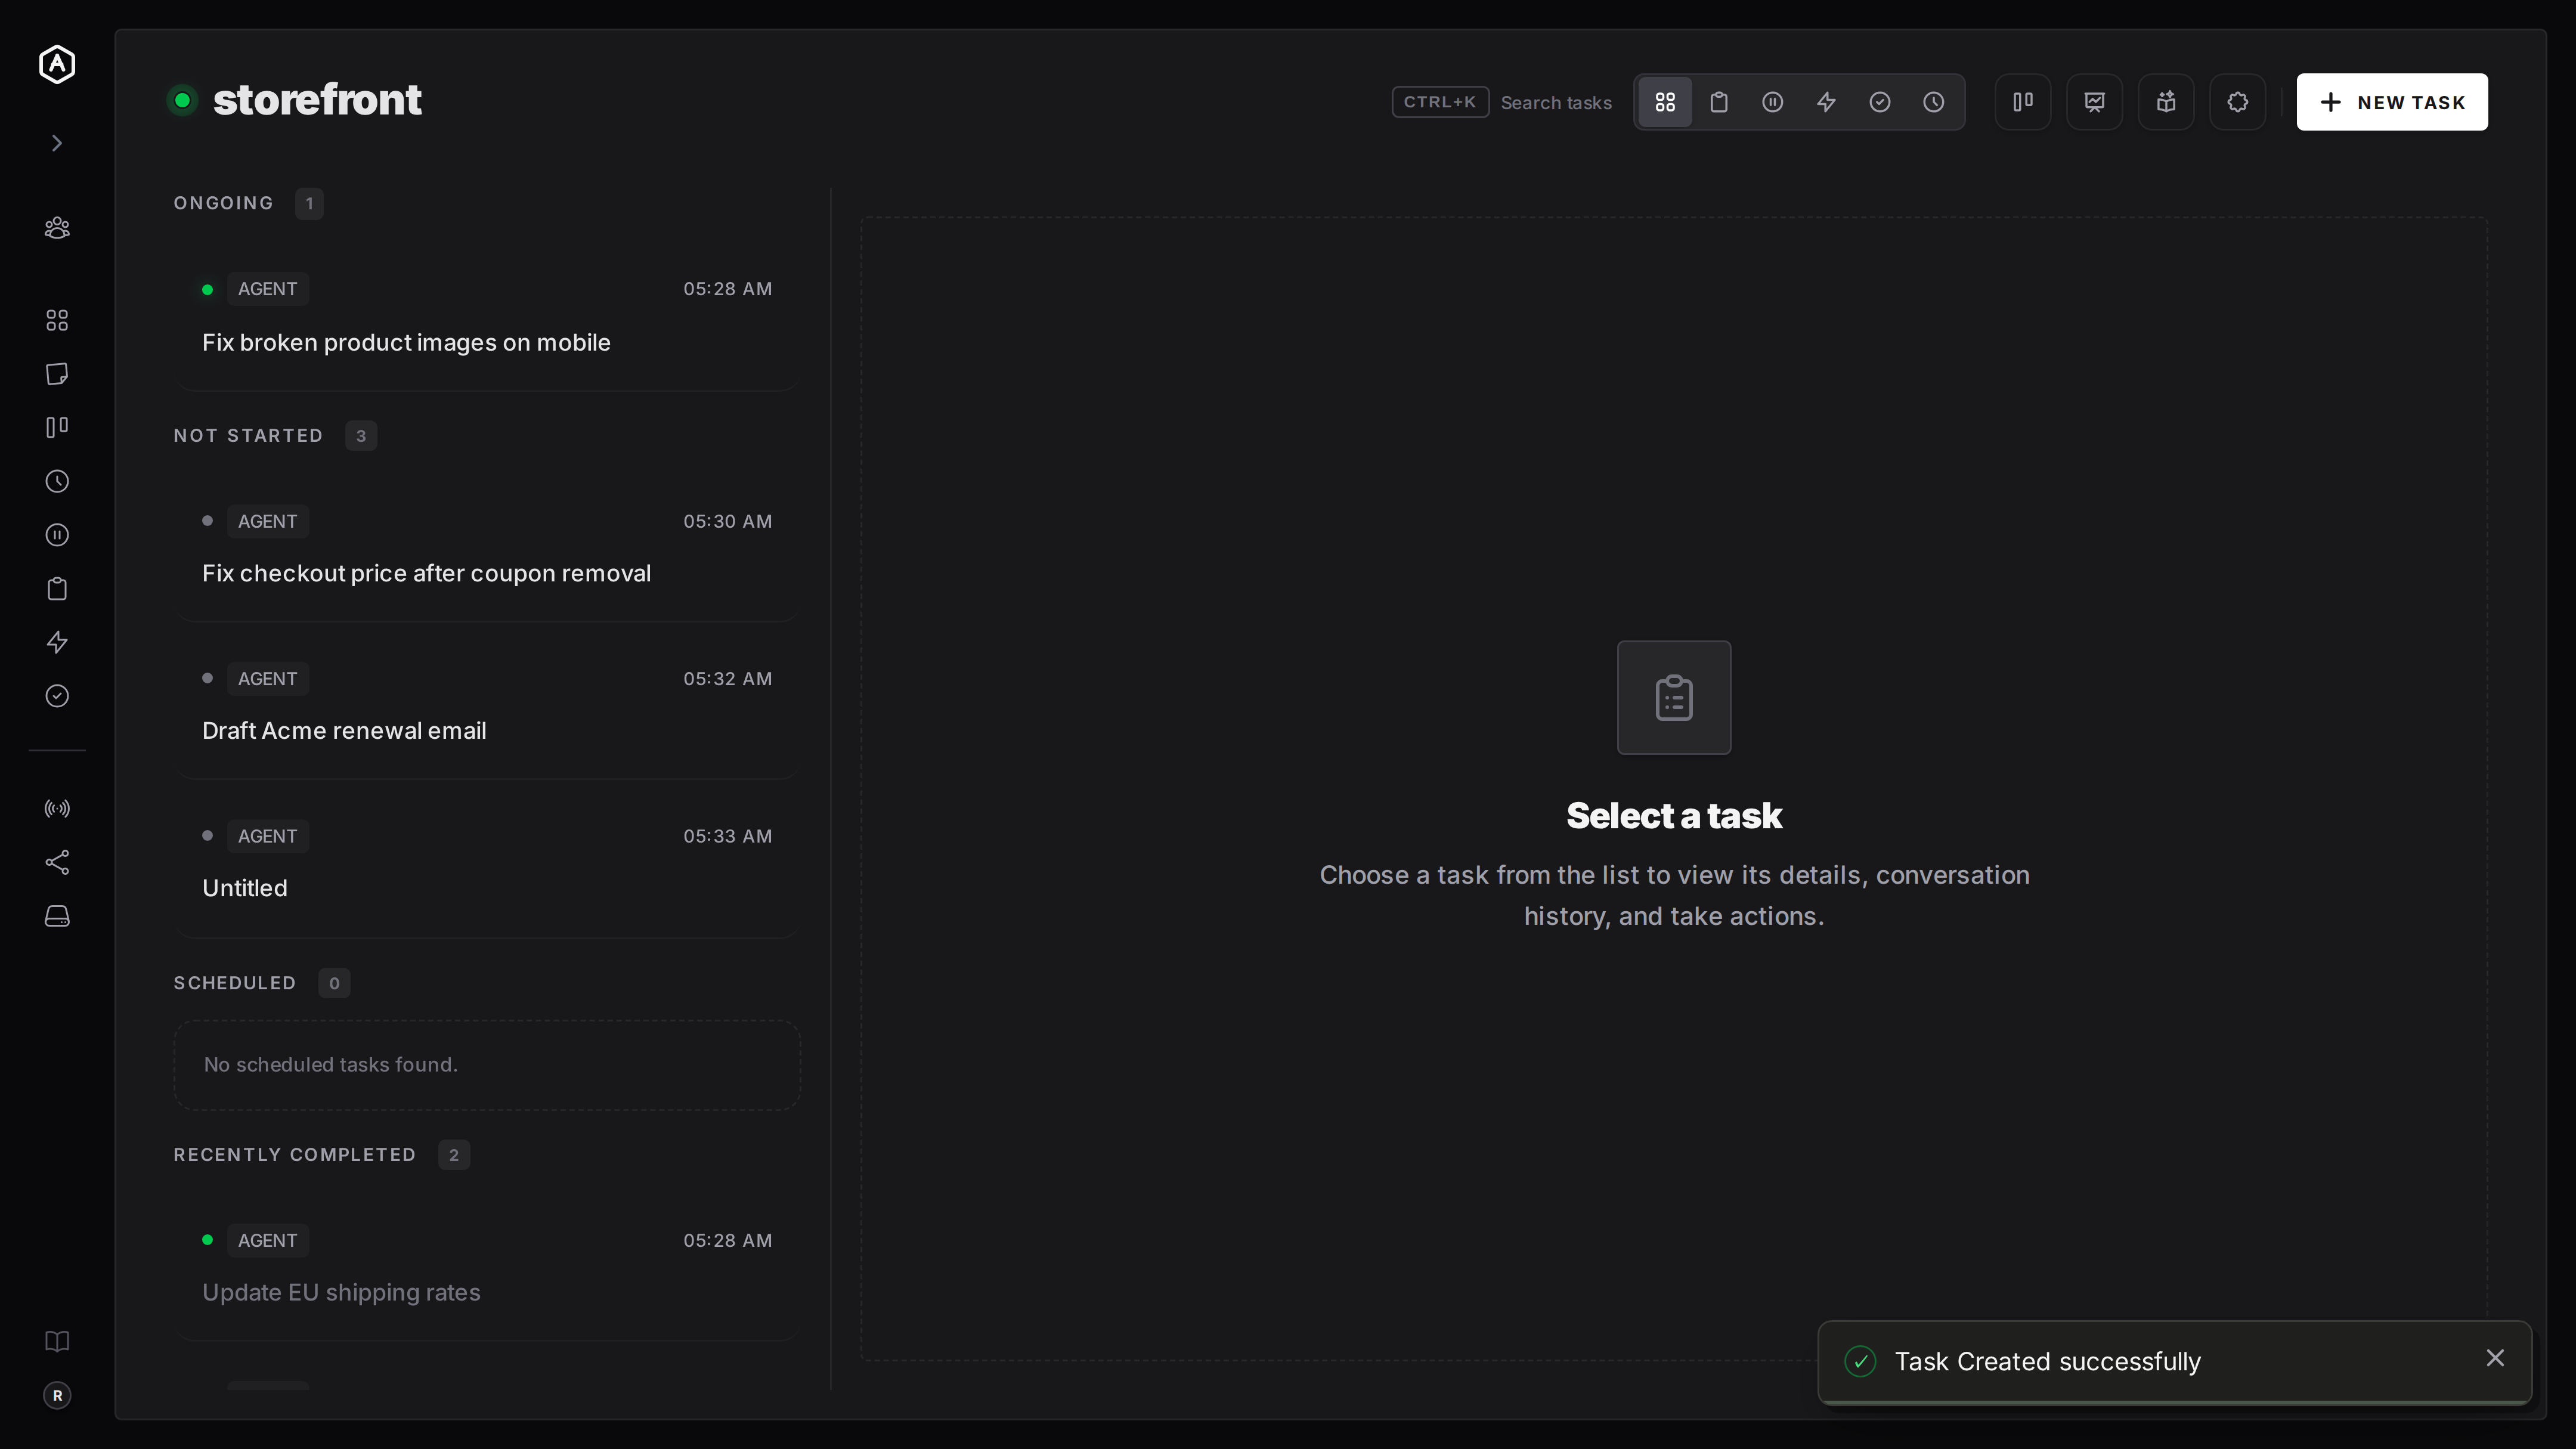 storefront
CTRL+K Search tasks
NEW TASK
ONGOING 1
AGENT 05:28 AM
Fix broken product images on mobile
NOT STARTED 3
AGENT 05:30 AM
Fix checkout price after coupon removal
AGENT 05:32 AM
Draft Acme renewal email
AGENT 05:33 AM
Untitled
SCHEDULED 0
No scheduled tasks found.
RECENTLY COMPLETED 2
AGENT 05:28 AM
Update EU shipping rates
Select a task
Choose a task from the list to view its details, conversation
history, and take actions.
Task Created successfully
R